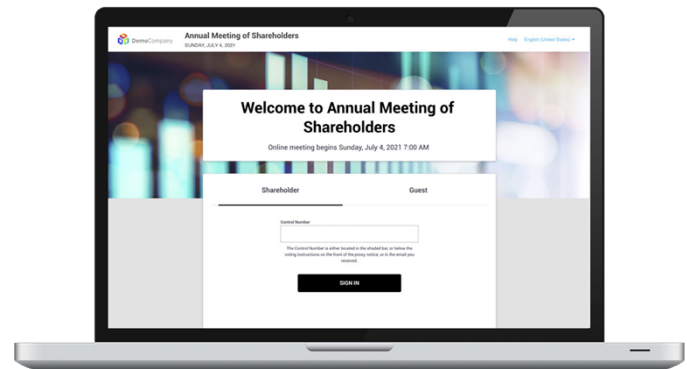 DemoCompany
Annual Meeting of Shareholders
SUNDAY, JULY 4, 2021
Help
English (United States)
Welcome to Annual Meeting of
Shareholders
Online meeting begins Sunday, July 4, 2021 7:00 AM
Shareholder
Guest
Control Number
The Control Number is either located in the shaded bar, or below the
voting instructions on the front of the proxy notice, or in the email you
received.
SIGN IN